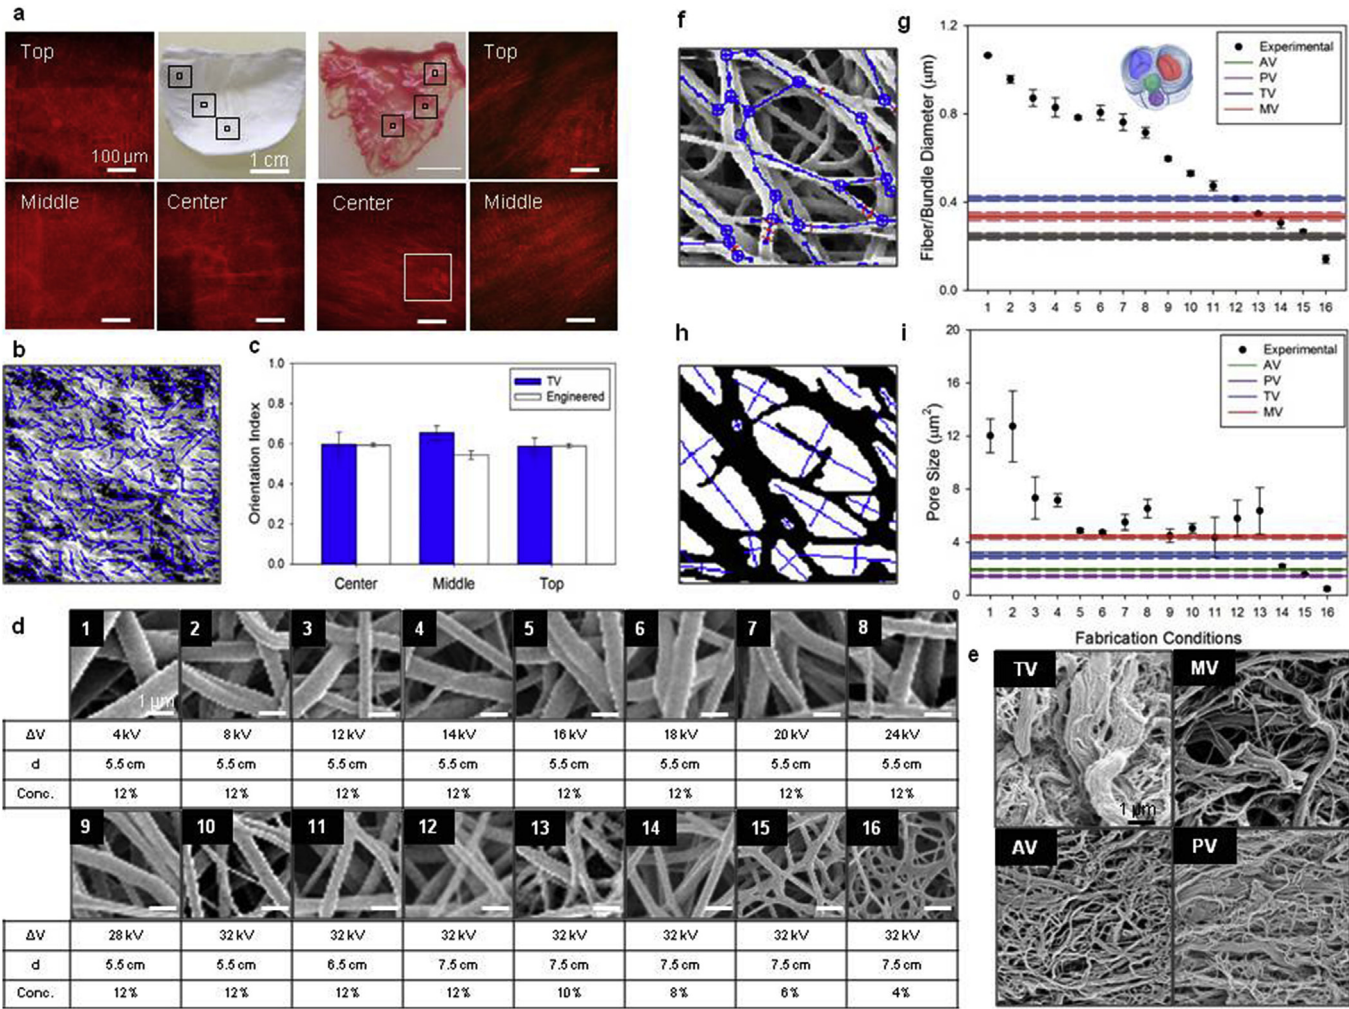 a
Top
100 µm
1 cm
Top
Middle
Center
Center
Middle
b
c
1.0
0.8
0.6
0.4
0.2
0.0
Orientation Index
TV
Engineered
Center
Middle
Top
d
1 2 3 4 5 6 7 8
1 µm
ΔV 4 kV 8 kV 12 kV 14 kV 16 kV 18 kV 20 kV 24 kV
d 5.5 cm 5.5 cm 5.5 cm 5.5 cm 5.5 cm 5.5 cm 5.5 cm 5.5 cm
Conc. 12% 12% 12% 12% 12% 12% 12% 12%
9 10 11 12 13 14 15 16
ΔV 28 kV 32 kV 32 kV 32 kV 32 kV 32 kV 32 kV 32 kV
d 5.5 cm 5.5 cm 6.5 cm 7.5 cm 7.5 cm 7.5 cm 7.5 cm 7.5 cm
Conc. 12% 12% 12% 12% 10% 8% 6% 4%
f
g
1.2
0.8
0.4
0.0
Fiber/Bundle Diameter (µm)
Experimental
AV
PV
TV
MV
1 2 3 4 5 6 7 8 9 10 11 12 13 14 15 16
h
i
20
16
12
8
4
0
Pore Size (µm²)
Experimental
AV
PV
TV
MV
1 2 3 4 5 6 7 8 9 10 11 12 13 14 15 16
Fabrication Conditions
e
TV
MV
1 µm
AV
PV